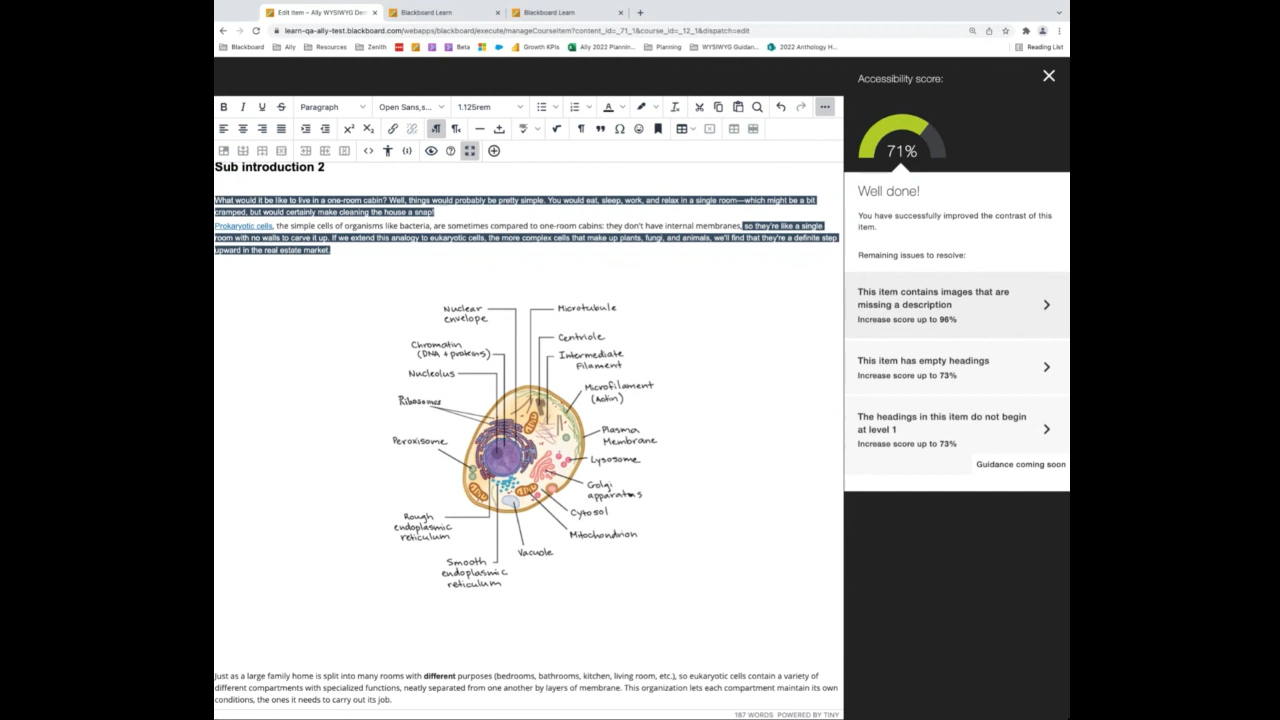 Edit Item – Ally WYSIWYG Den
Blackboard Learn
Blackboard Learn
learn-qa-ally-test.blackboard.com/webapps/blackboard/execute/manageCourseItem?content_id=_71_1&course_id=_12_1&dispatch=edit
Blackboard
Ally
Resources
Zenith
Beta
Growth KPIs
Ally 2022 Plannin...
Planning
WYSIWYG Guidan...
2022 Anthology H...
Reading List
Paragraph
Open Sans,s...
1.125rem
Sub introduction 2
What would it be like to live in a one-room cabin? Well, things would probably be pretty simple. You would eat, sleep, work, and relax in a single room—which might be a bit
cramped, but would certainly make cleaning the house a snap!
Prokaryotic cells, the simple cells of organisms like bacteria, are sometimes compared to one-room cabins: they don't have internal membranes, so they're like a single
room with no walls to carve it up. If we extend this analogy to eukaryotic cells, the more complex cells that make up plants, fungi, and animals, we'll find that they're a definite step
upward in the real estate market.
Nuclear
envelope
Microtubule
Centriole
Chromatin
(DNA + proteins)
Intermediate
Filament
Nucleolus
Microfilament
(Actin)
Ribosomes
Plasma
Membrane
Peroxisome
Lysosome
Golgi
apparatus
Cytosol
Rough
endoplasmic
reticulum
Mitochondrion
Vacuole
Smooth
endoplasmic
reticulum
Just as a large family home is split into many rooms with different purposes (bedrooms, bathrooms, kitchen, living room, etc.), so eukaryotic cells contain a variety of
different compartments with specialized functions, neatly separated from one another by layers of membrane. This organization lets each compartment maintain its own
conditions, the ones it needs to carry out its job.
187 WORDS POWERED BY TINY
Accessibility score:
71%
Well done!
You have successfully improved the contrast of this
item.
Remaining issues to resolve:
This item contains images that are
missing a description
Increase score up to 96%
This item has empty headings
Increase score up to 73%
The headings in this item do not begin
at level 1
Increase score up to 73%
Guidance coming soon